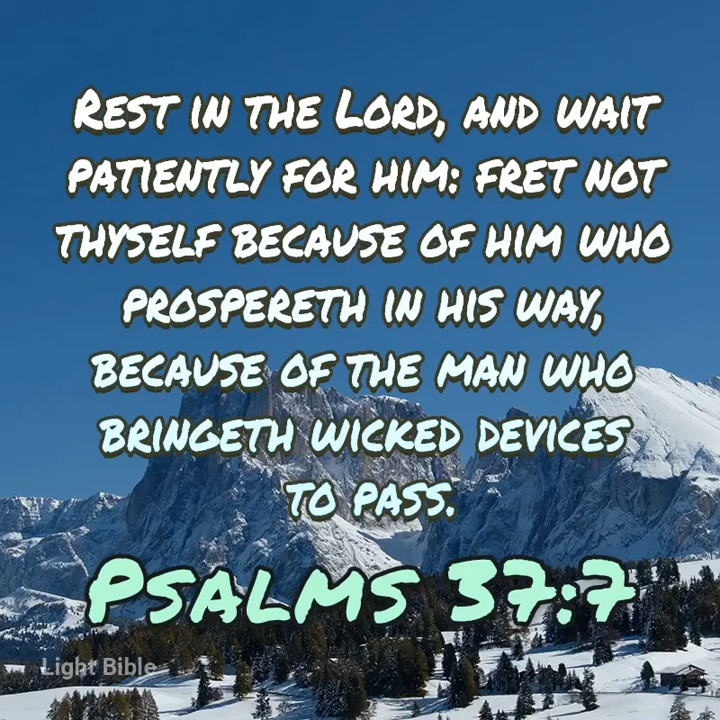 Rest in the Lord, and wait
patiently for him: fret not
thyself because of him who
prospereth in his way,
because of the man who
bringeth wicked devices
to pass.
Psalms 37:7
Light Bible